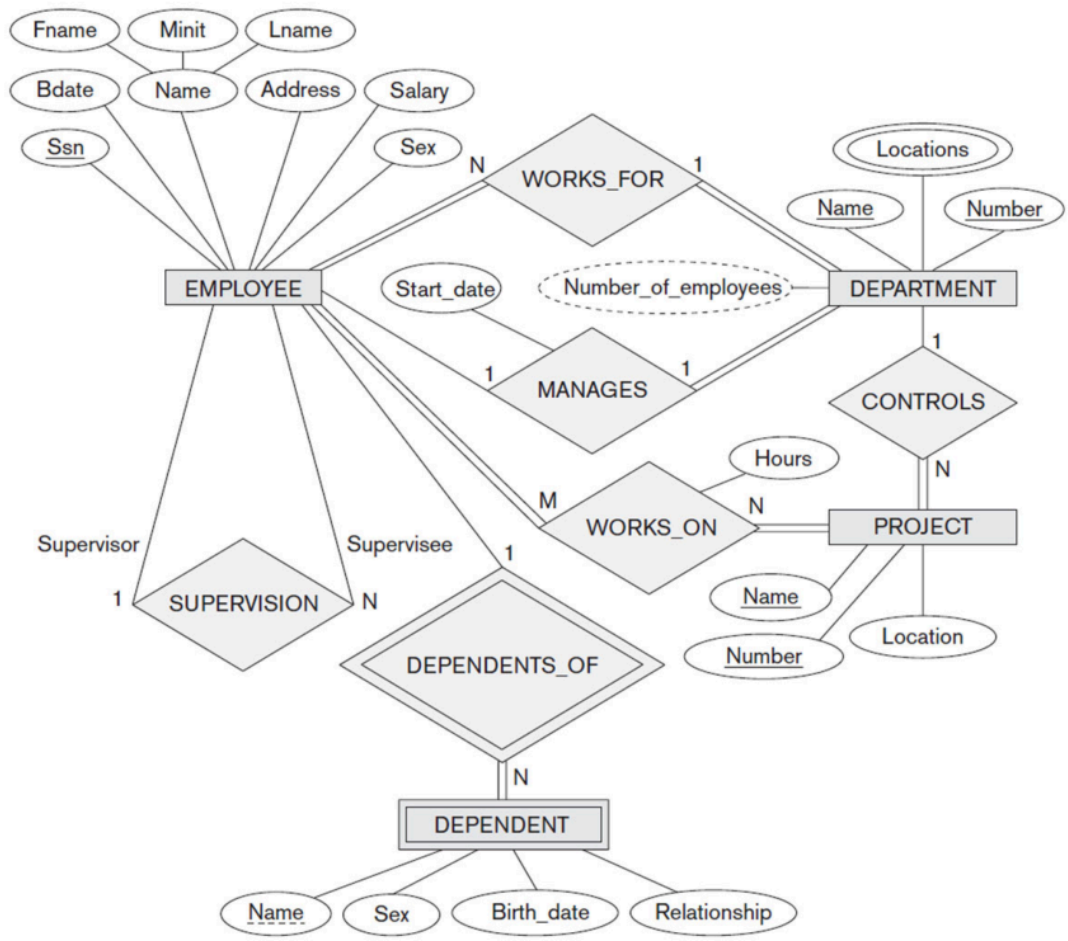 Fname
Minit
Lname
Bdate
Name
Address
Salary
Ssn
Sex
Locations
Name
Number
N
WORKS_FOR
1
EMPLOYEE
Start_date
Number_of_employees
DEPARTMENT
1
MANAGES
1
1
CONTROLS
N
Hours
M
WORKS_ON
N
PROJECT
Supervisor
Supervisee
1
1
SUPERVISION
N
Name
Number
Location
DEPENDENTS_OF
N
DEPENDENT
Name
Sex
Birth_date
Relationship